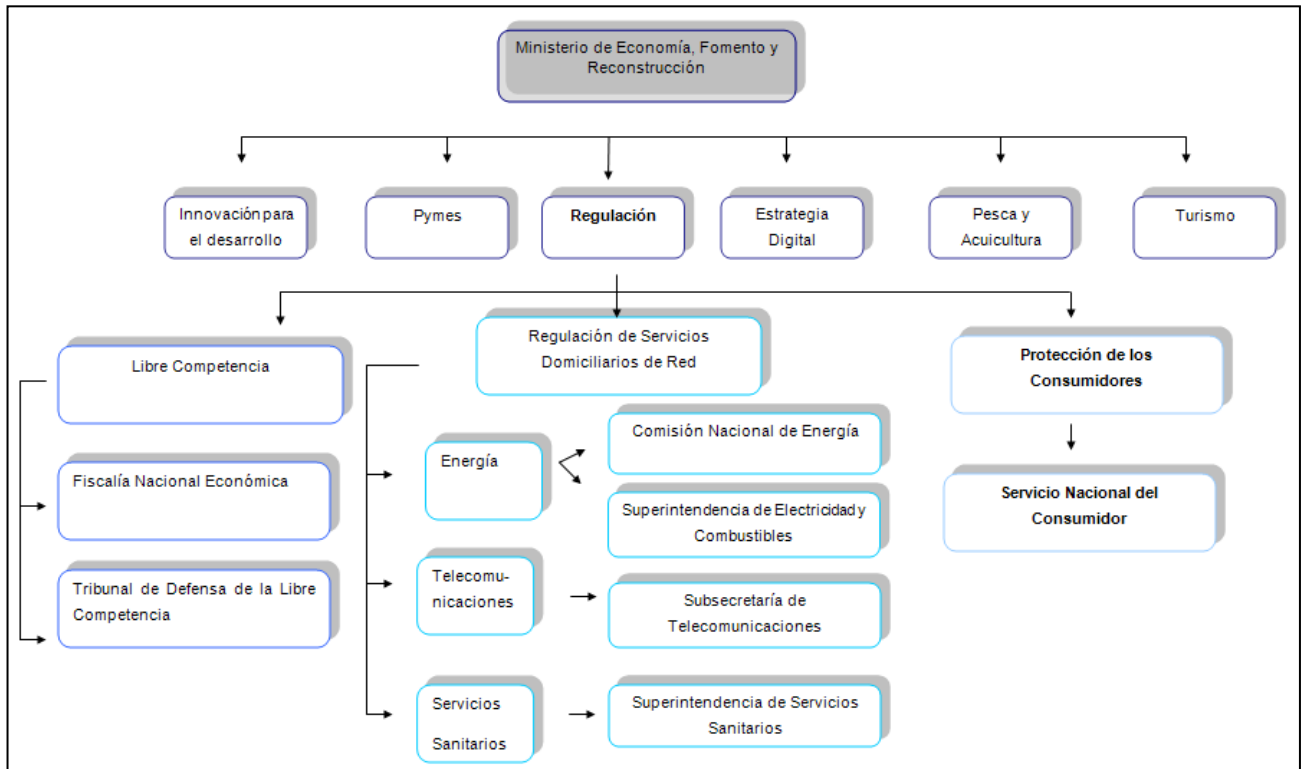 Ministerio de Economía, Fomento y
Reconstrucción
Innovación para
el desarrollo
Pymes
Regulación
Estrategia
Digital
Pesca y
Acuicultura
Turismo
Libre Competencia
Regulación de Servicios
Domiciliarios de Red
Protección de los
Consumidores
Fiscalía Nacional Económica
Tribunal de Defensa de la Libre
Competencia
Energía
Comisión Nacional de Energía
Superintendencia de Electricidad y
Combustibles
Telecomu-
nicaciones
Subsecretaría de
Telecomunicaciones
Servicios
Sanitarios
Superintendencia de Servicios
Sanitarios
Servicio Nacional del
Consumidor